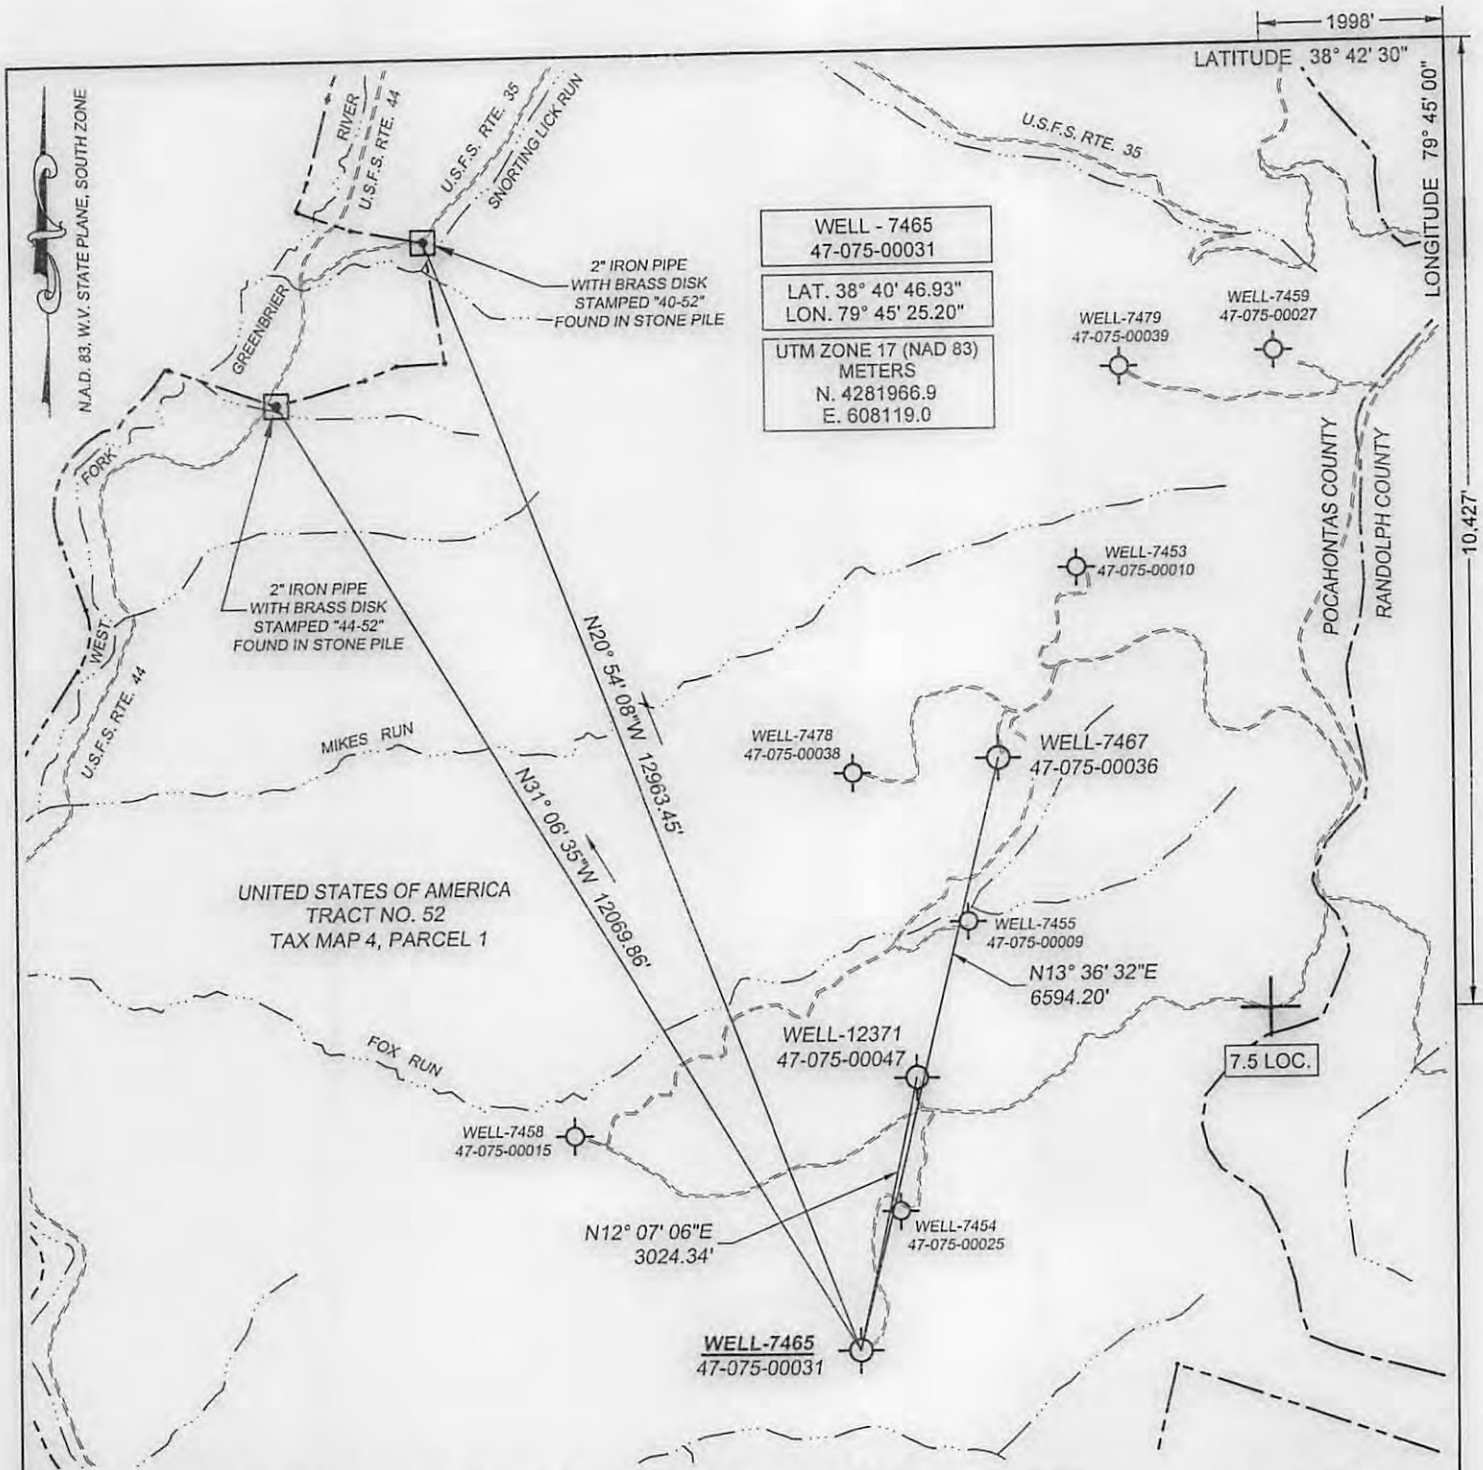 1998'
LATITUDE 38° 42' 30"
LONGITUDE 79° 45' 00"
10,427'
N.A.D. 83, W.V. STATE PLANE, SOUTH ZONE
RIVER
U.S.F.S. RTE. 44
U.S.F.S. RTE. 35
SNORTING LICK RUN
U.S.F.S. RTE. 35
WELL - 7465
47-075-00031
LAT. 38° 40' 46.93"
LON. 79° 45' 25.20"
UTM ZONE 17 (NAD 83)
METERS
N. 4281966.9
E. 608119.0
2" IRON PIPE
WITH BRASS DISK
STAMPED "40-52"
FOUND IN STONE PILE
GREENBRIER
WELL-7479
47-075-00039
WELL-7459
47-075-00027
FORK
POCAHONTAS COUNTY
RANDOLPH COUNTY
2" IRON PIPE
WITH BRASS DISK
STAMPED "44-52"
FOUND IN STONE PILE
WEST
U.S.F.S. RTE. 44
WELL-7453
47-075-00010
N20° 54' 08"W 12963.45'
MIKES RUN
WELL-7478
47-075-00038
WELL-7467
47-075-00036
N31° 06' 35"W 12069.86'
UNITED STATES OF AMERICA
TRACT NO. 52
TAX MAP 4, PARCEL 1
WELL-7455
47-075-00009
N13° 36' 32"E
6594.20'
WELL-12371
47-075-00047
7.5 LOC.
FOX RUN
WELL-7458
47-075-00015
N12° 07' 06"E
3024.34'
WELL-7454
47-075-00025
WELL-7465
47-075-00031